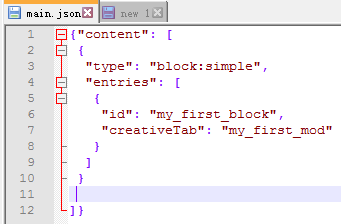 main.json new 1
1 {"content": [
2 {
3 "type": "block:simple",
4 "entries": [
5 {
6 "id": "my_first_block",
7 "creativeTab": "my_first_mod"
8 }
9 ]
10 }
11
12 ]}